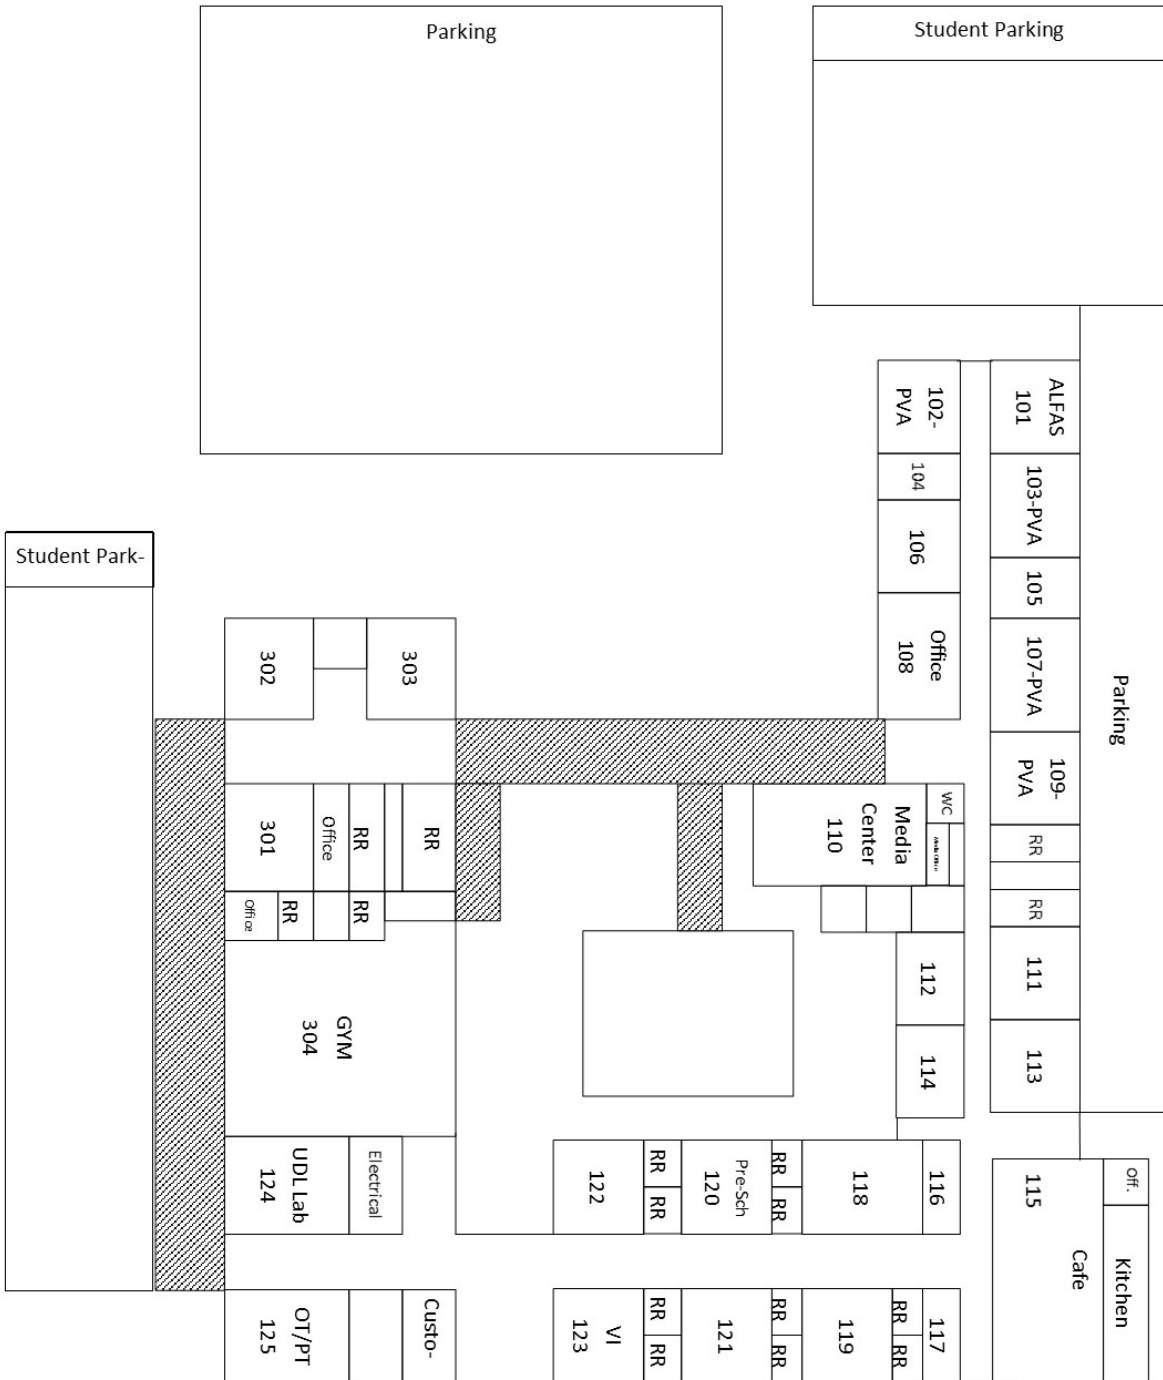 Parking
Student Parking
102-
PVA
ALFAS
101
104
103-PVA
106
105
Student Park-
Office
108
107-PVA
Parking
302
303
109-
PVA
301
Office
RR
RR
Media
Center
110
WC
Media Office
RR
Office
RR
RR
RR
112
111
GYM
304
114
113
UDL Lab
124
Electrical
122
RR
RR
Pre-Sch
120
RR
RR
118
116
115
Cafe
Off.
Kitchen
OT/PT
125
Custo-
VI
123
RR
RR
121
RR
RR
119
RR
RR
117